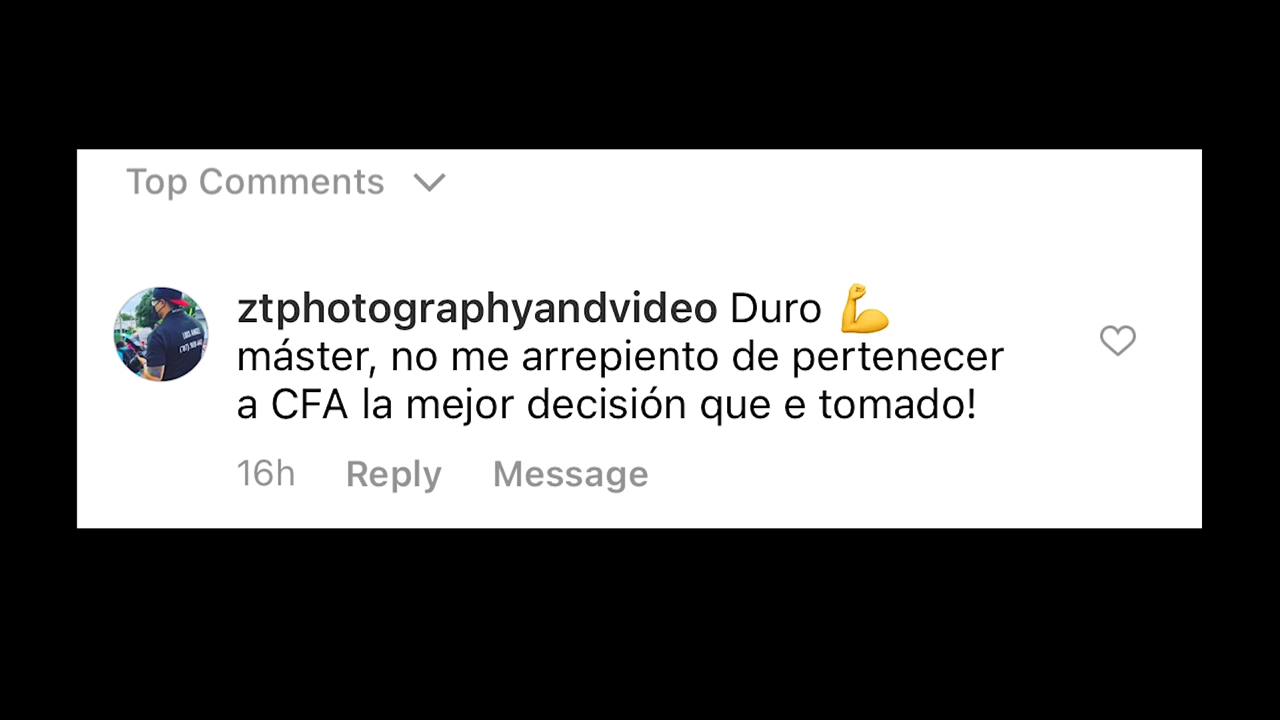 Top Comments
ztphotographyandvideo Duro 💪
máster, no me arrepiento de pertenecer
a CFA la mejor decisión que e tomado!
16h Reply Message